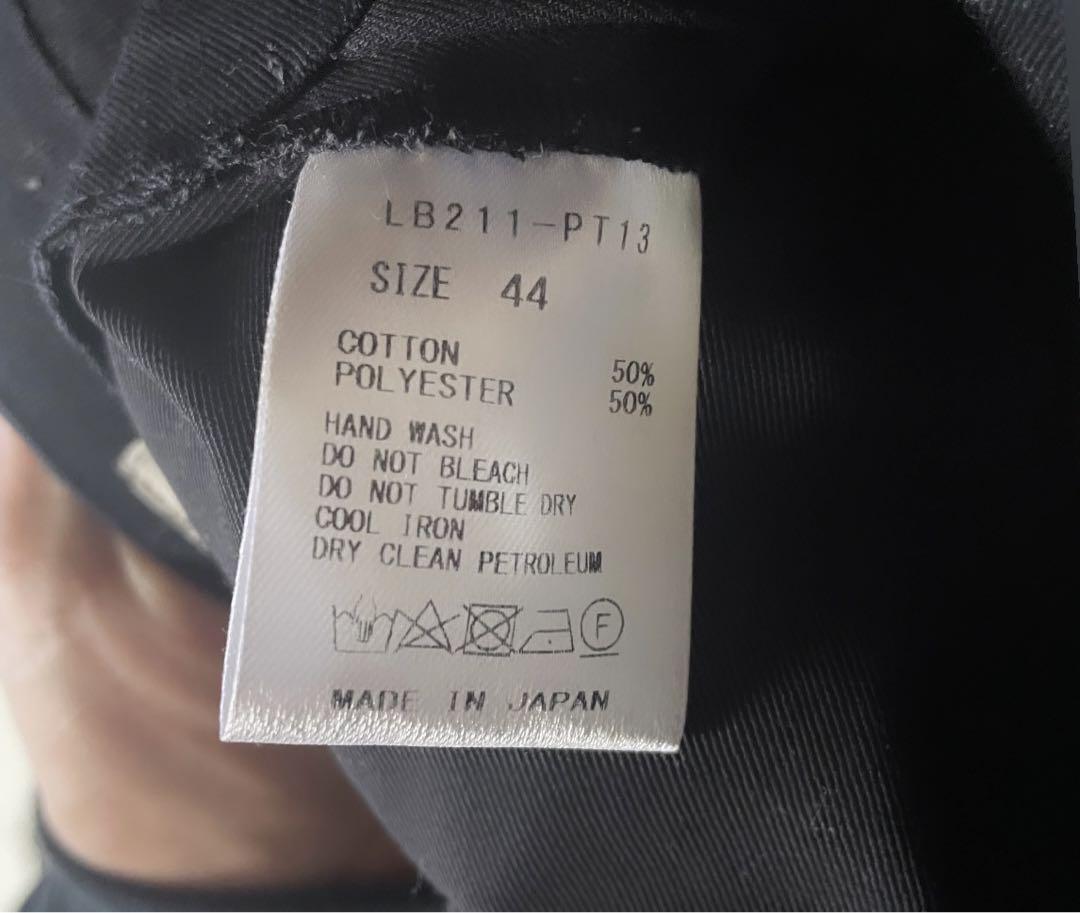 LB211-PT13
SIZE 44
COTTON 50%
POLYESTER 50%
HAND WASH
DO NOT BLEACH
DO NOT TUMBLE DRY
COOL IRON
DRY CLEAN PETROLEUM
F
MADE IN JAPAN